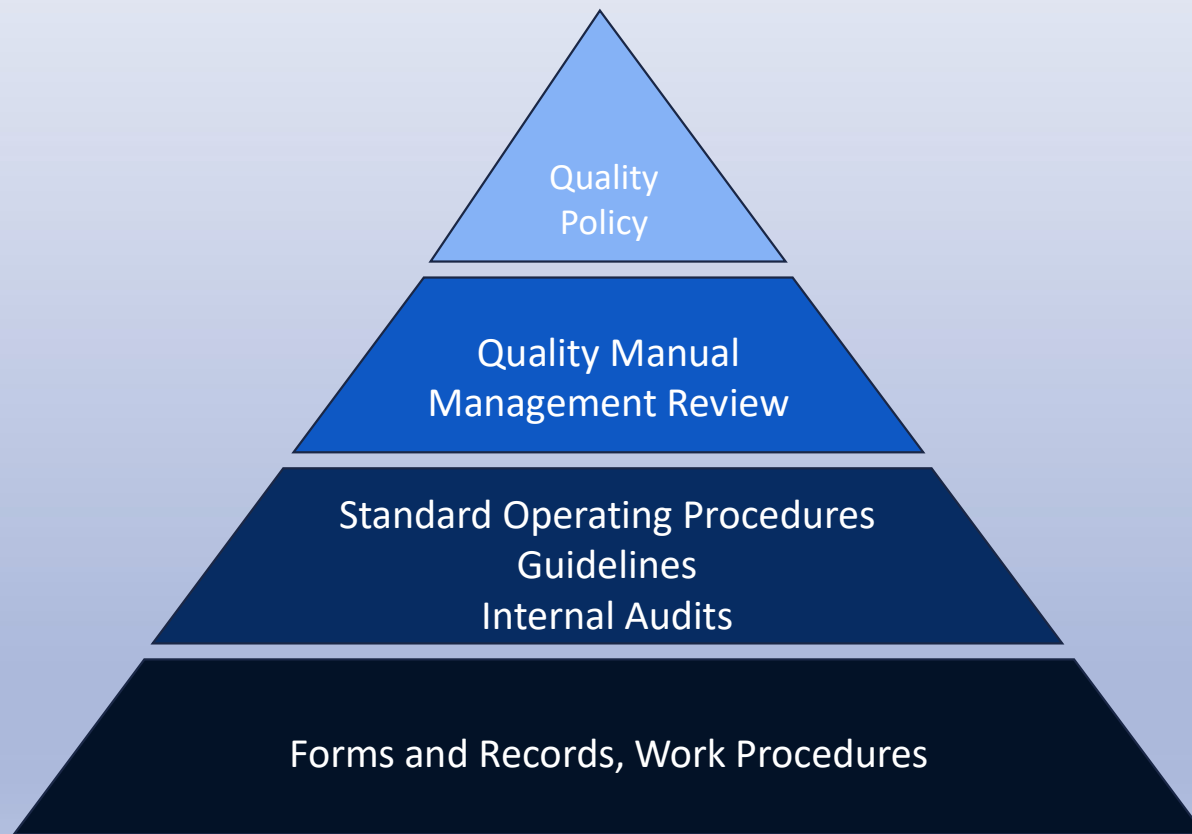 Quality
Policy
Quality Manual
Management Review
Standard Operating Procedures
Guidelines
Internal Audits
Forms and Records, Work Procedures